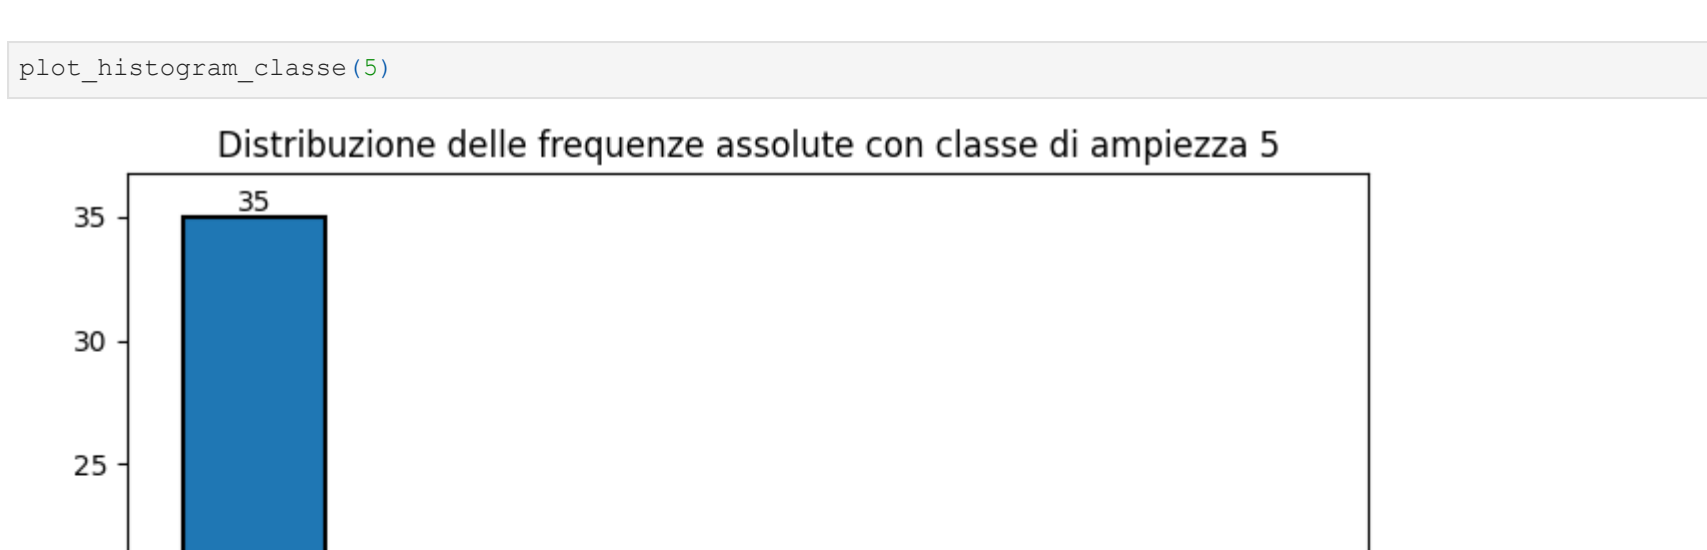 plot_histogram_classe(5)
Distribuzione delle frequenze assolute con classe di ampiezza 5
35
35
30
25